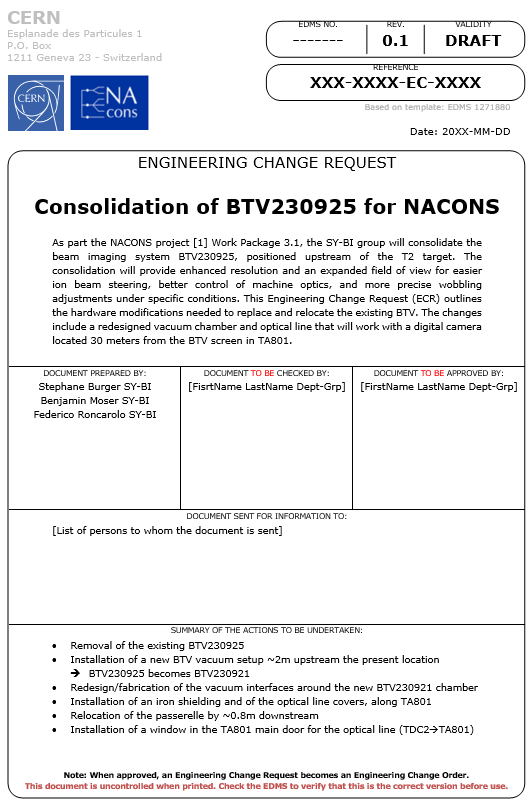 CERN
Esplanade des Particules 1
P.O. Box
1211 Geneva 23 - Switzerland
EDMS NO. REV. VALIDITY
------- 0.1 DRAFT
REFERENCE
XXX-XXXX-EC-XXXX
Based on template: EDMS 1271880
CERN
ENA
cons
Date: 20XX-MM-DD
ENGINEERING CHANGE REQUEST
Consolidation of BTV230925 for NACONS
As part the NACONS project [1] Work Package 3.1, the SY-BI group will consolidate the
beam imaging system BTV230925, positioned upstream of the T2 target. The
consolidation will provide enhanced resolution and an expanded field of view for easier
ion beam steering, better control of machine optics, and more precise wobbling
adjustments under specific conditions. This Engineering Change Request (ECR) outlines
the hardware modifications needed to replace and relocate the existing BTV. The changes
include a redesigned vacuum chamber and optical line that will work with a digital camera
located 30 meters from the BTV screen in TA801.
DOCUMENT PREPARED BY:
Stephane Burger SY-BI
Benjamin Moser SY-BI
Federico Roncarolo SY-BI
DOCUMENT TO BE CHECKED BY:
[FisrtName LastName Dept-Grp]
DOCUMENT TO BE APPROVED BY:
[FirstName LastName Dept-Grp]
DOCUMENT SENT FOR INFORMATION TO:
[List of persons to whom the document is sent]
SUMMARY OF THE ACTIONS TO BE UNDERTAKEN:
• Removal of the existing BTV230925
• Installation of a new BTV vacuum setup ~2m upstream the present location
➔ BTV230925 becomes BTV230921
• Redesign/fabrication of the vacuum interfaces around the new BTV230921 chamber
• Installation of an iron shielding and of the optical line covers, along TA801
• Relocation of the passerelle by ~0.8m downstream
• Installation of a window in the TA801 main door for the optical line (TDC2→TA801)
Note: When approved, an Engineering Change Request becomes an Engineering Change Order.
This document is uncontrolled when printed. Check the EDMS to verify that this is the correct version before use.